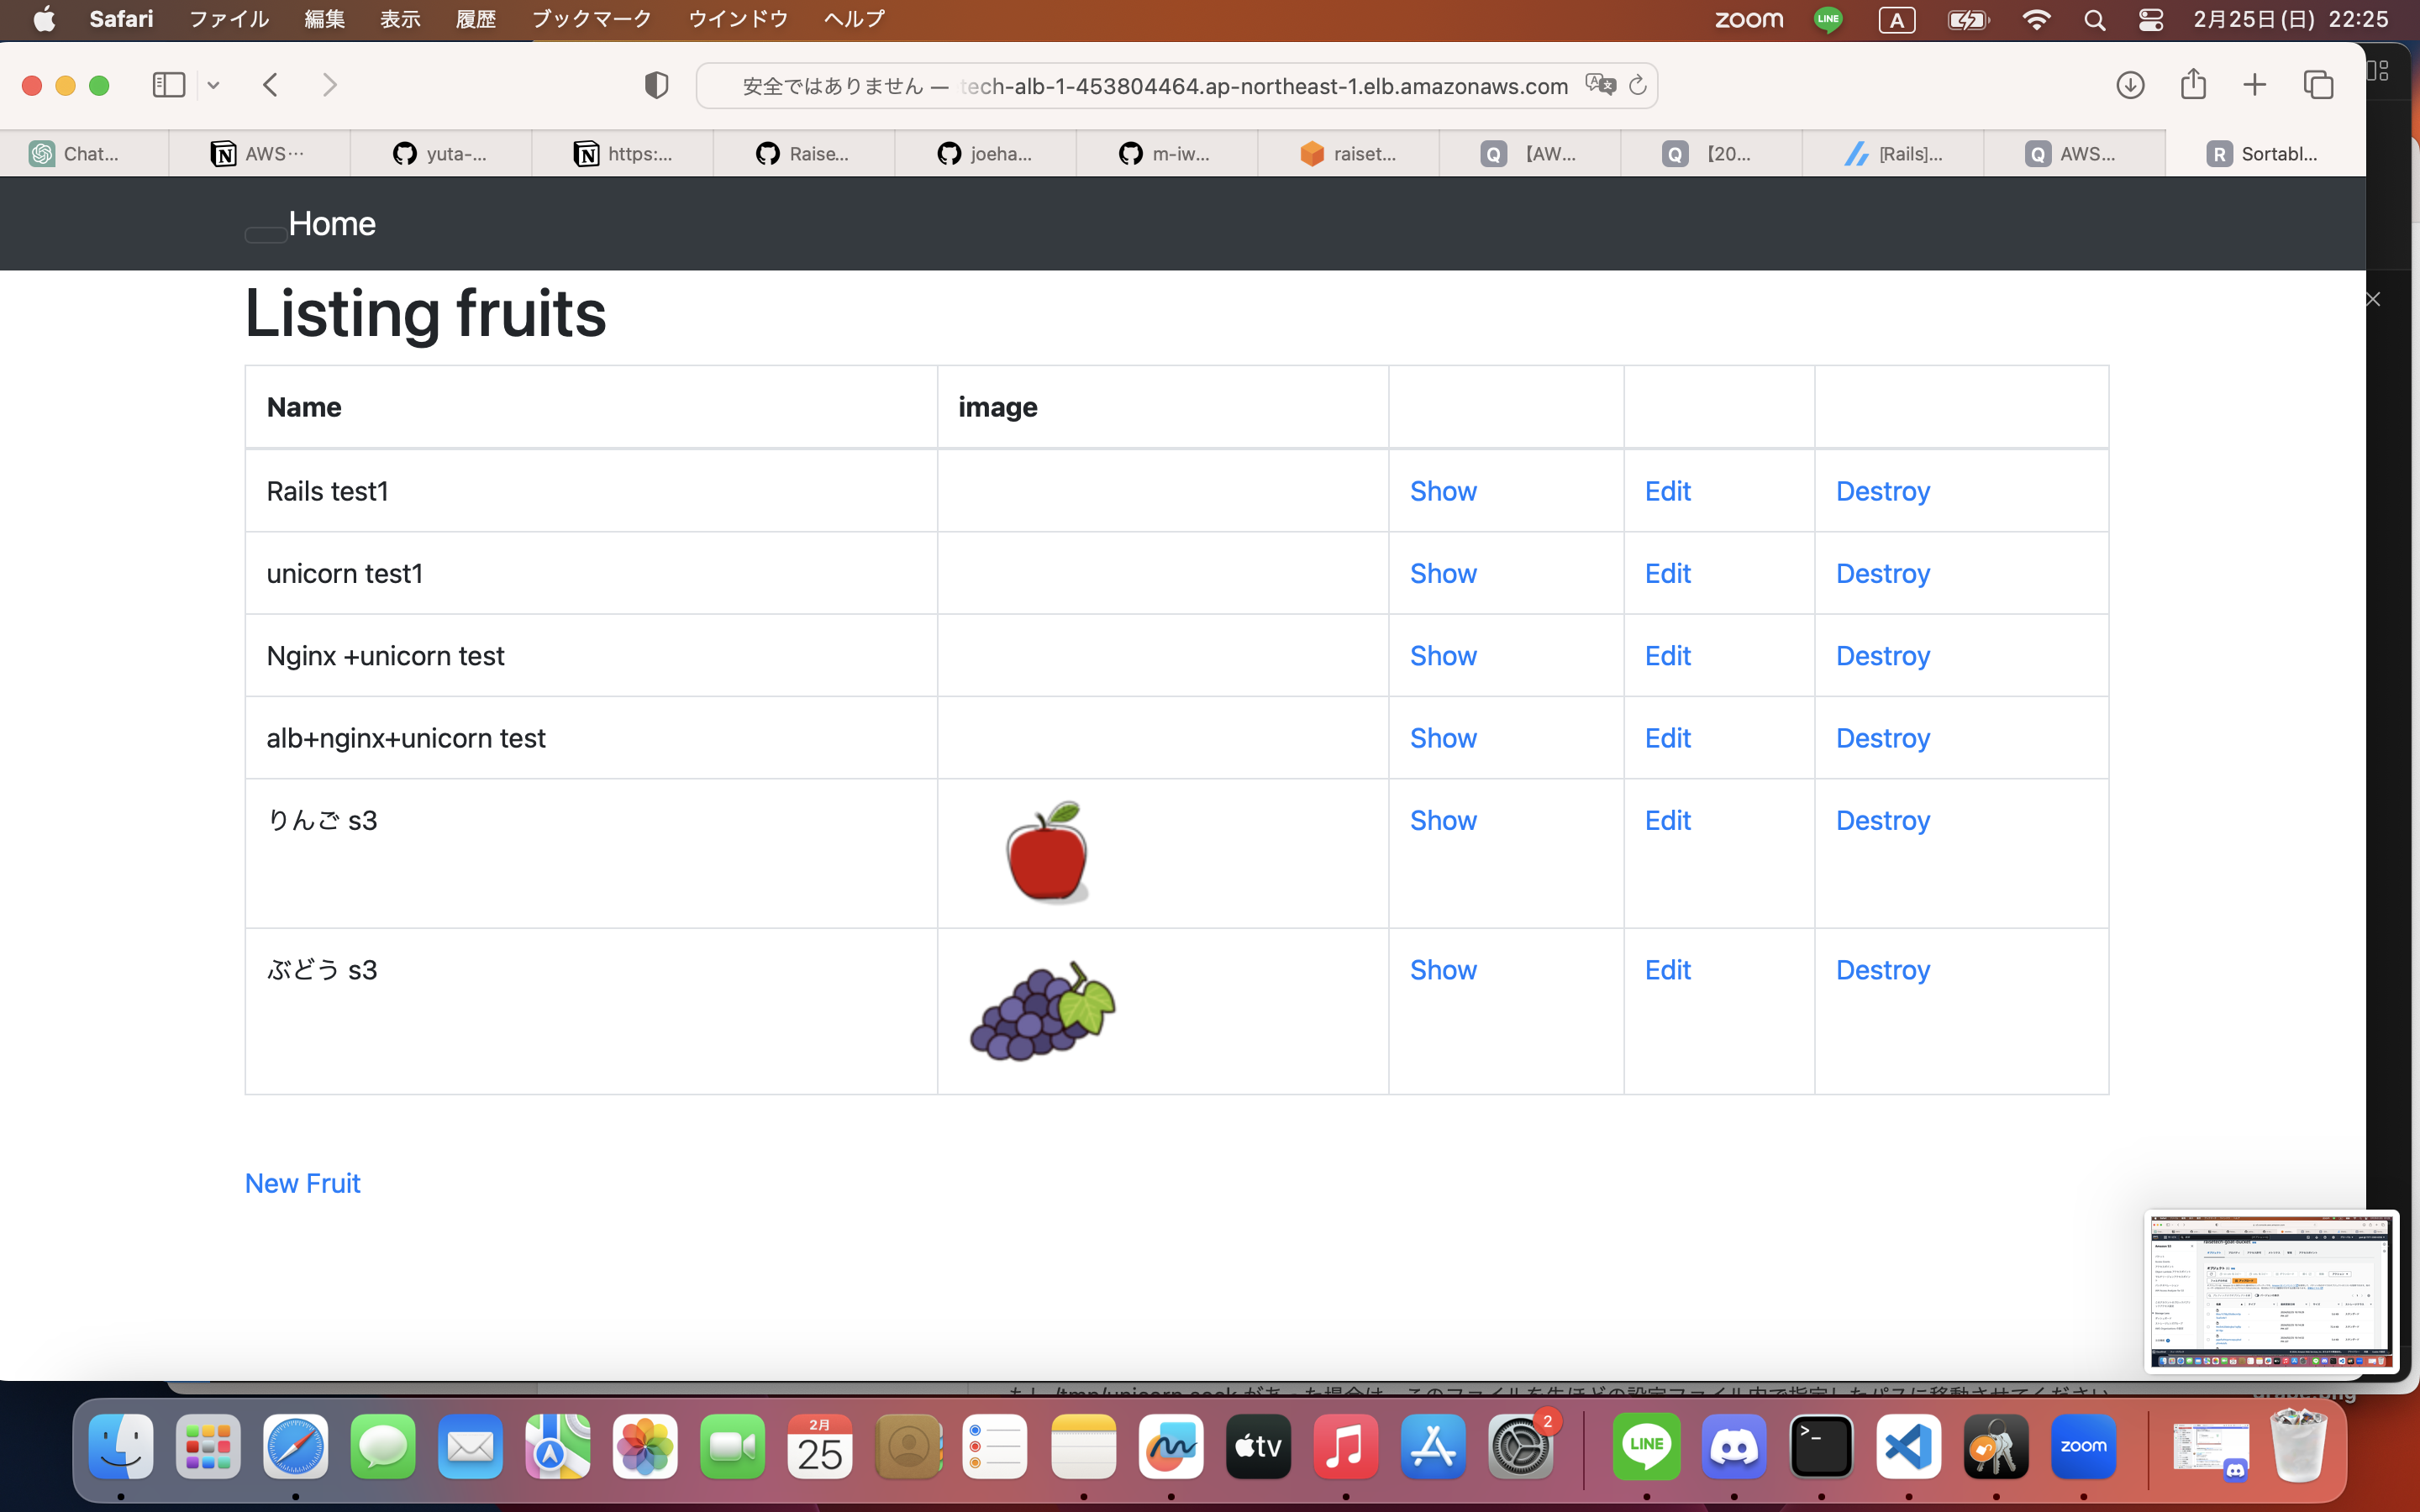 Safari ファイル 編集 表示 履歴 ブックマーク ウインドウ ヘルプ zoom LINE A 2月25日(日) 22:25
安全ではありません — tech-alb-1-453804464.ap-northeast-1.elb.amazonaws.com
Chat... AWS… yuta-... https:... Raise... joeha... m-iw... raiset... 【AW... 【20... [Rails]... AWS... Sortabl...
Home
Listing fruits
Name image
Rails test1 Show Edit Destroy
unicorn test1 Show Edit Destroy
Nginx +unicorn test Show Edit Destroy
alb+nginx+unicorn test Show Edit Destroy
りんご s3 Show Edit Destroy
ぶどう s3 Show Edit Destroy
New Fruit
2月
25
tv
2
LINE
zoom